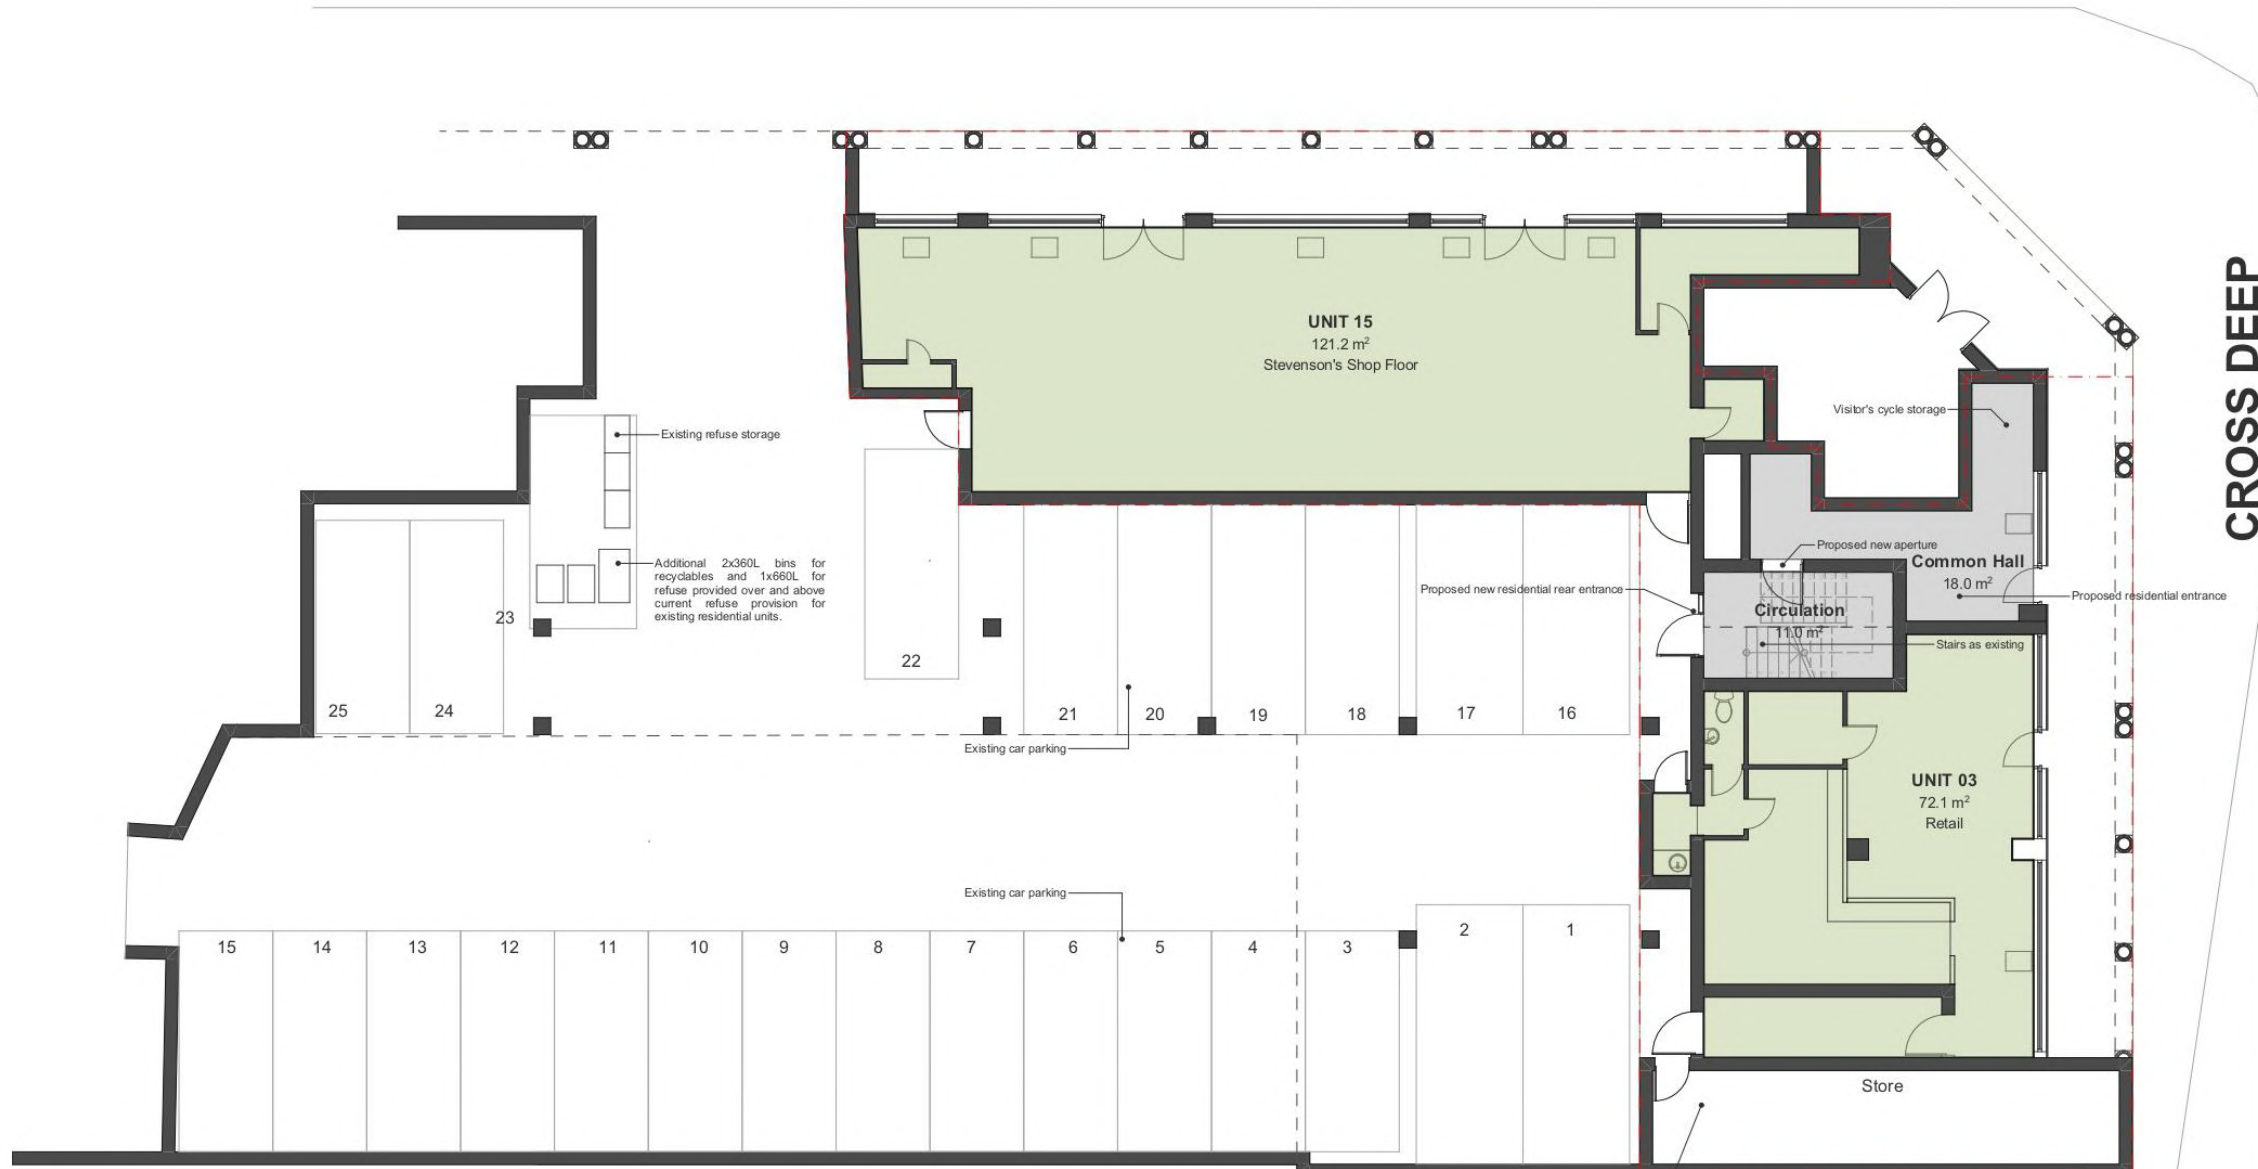 CROSS DEEP
UNIT 15
121.2 m²
Stevenson's Shop Floor
Visitor's cycle storage
Existing refuse storage
Additional 2x360L bins for
recyclables and 1x660L for
refuse provided over and above
current refuse provision for
existing residential units.
Proposed new aperture
Common Hall
18.0 m²
Proposed new residential rear entrance
Proposed residential entrance
Circulation
11.0 m²
Stairs as existing
23
22
25
24
21
20
19
18
17
16
Existing car parking
UNIT 03
72.1 m²
Retail
Existing car parking
15
14
13
12
11
10
9
8
7
6
5
4
3
2
1
Store